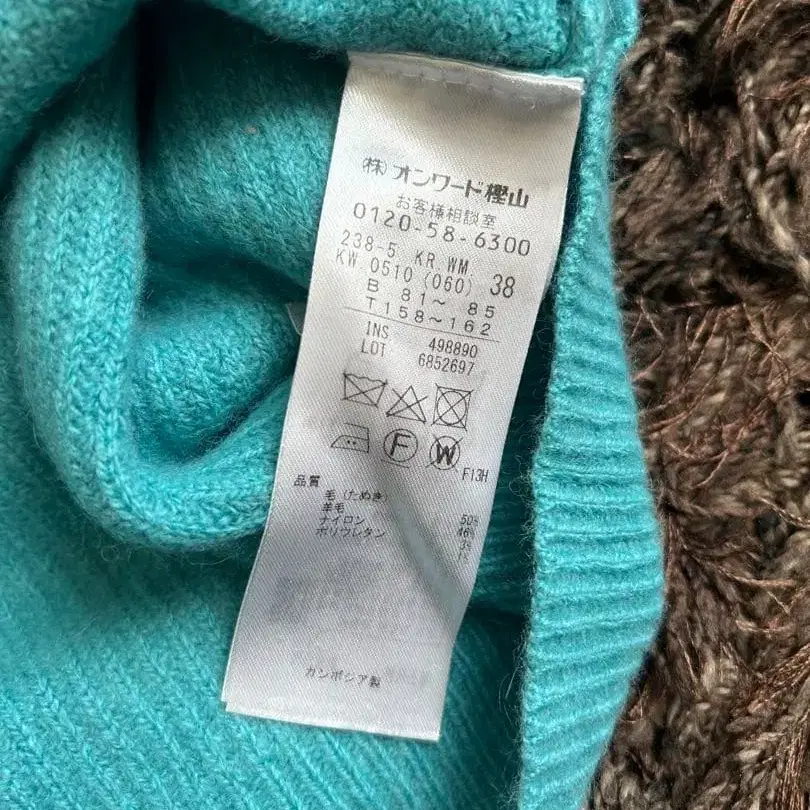 (株)オンワード樫山
お客様相談室
0120-58-6300
238-5 KR WM
KW 0510 (060) 38
B 81～ 85
T158～162
INS 498890
LOT 6852697
F W
F13H
品質
毛(たぬき) 50%
羊毛 46%
ナイロン 3%
ポリウレタン
カンボジア製